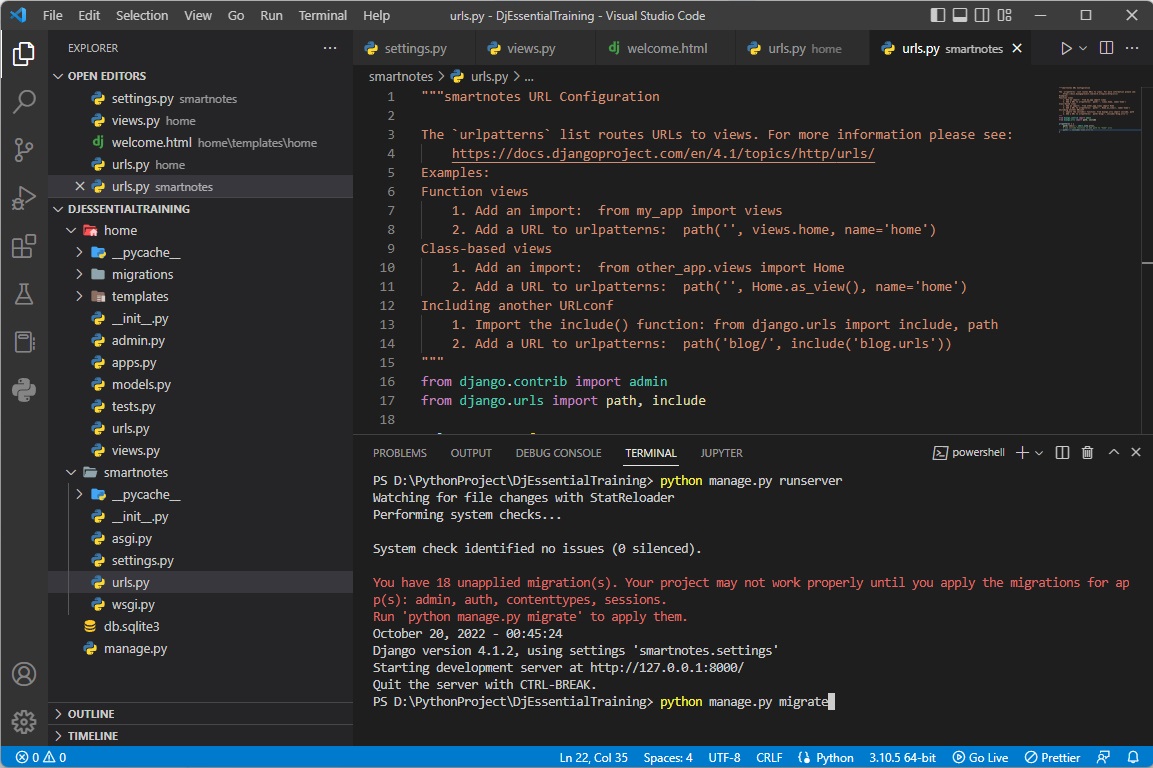 File Edit Selection View Go Run Terminal Help urls.py - DjEssentialTraining - Visual Studio Code
EXPLORER
OPEN EDITORS
settings.py smartnotes
views.py home
welcome.html home\templates\home
urls.py home
urls.py smartnotes
DJESSENTIALTRAINING
home
__pycache__
migrations
templates
__init__.py
admin.py
apps.py
models.py
tests.py
urls.py
views.py
smartnotes
__pycache__
__init__.py
asgi.py
settings.py
urls.py
wsgi.py
db.sqlite3
manage.py
OUTLINE
TIMELINE
settings.py views.py welcome.html urls.py home urls.py smartnotes
smartnotes > urls.py > ...
1 """smartnotes URL Configuration
2
3 The `urlpatterns` list routes URLs to views. For more information please see:
4 https://docs.djangoproject.com/en/4.1/topics/http/urls/
5 Examples:
6 Function views
7 1. Add an import:  from my_app import views
8 2. Add a URL to urlpatterns:  path('', views.home, name='home')
9 Class-based views
10 1. Add an import:  from other_app.views import Home
11 2. Add a URL to urlpatterns:  path('', Home.as_view(), name='home')
12 Including another URLconf
13 1. Import the include() function: from django.urls import include, path
14 2. Add a URL to urlpatterns:  path('blog/', include('blog.urls'))
15 """
16 from django.contrib import admin
17 from django.urls import path, include
18
PROBLEMS OUTPUT DEBUG CONSOLE TERMINAL JUPYTER powershell
PS D:\PythonProject\DjEssentialTraining> python manage.py runserver
Watching for file changes with StatReloader
Performing system checks...
System check identified no issues (0 silenced).
You have 18 unapplied migration(s). Your project may not work properly until you apply the migrations for ap
p(s): admin, auth, contenttypes, sessions.
Run 'python manage.py migrate' to apply them.
October 20, 2022 - 00:45:24
Django version 4.1.2, using settings 'smartnotes.settings'
Starting development server at http://127.0.0.1:8000/
Quit the server with CTRL-BREAK.
PS D:\PythonProject\DjEssentialTraining> python manage.py migrate
0 0 Ln 22, Col 35 Spaces: 4 UTF-8 CRLF Python 3.10.5 64-bit Go Live Prettier